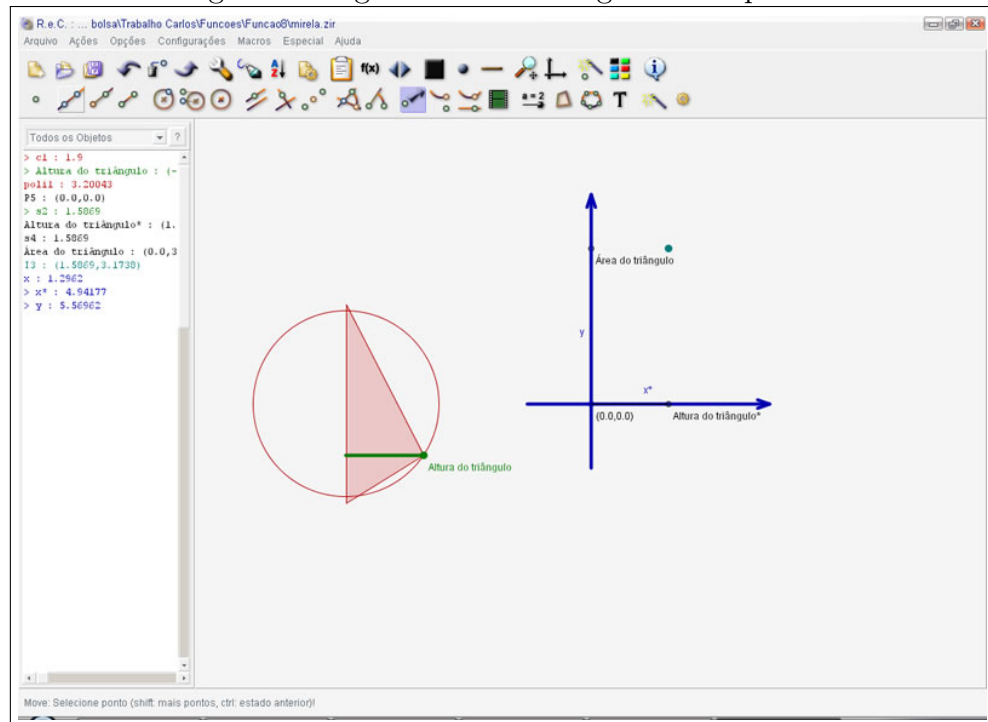 R.e.C. : ... bolsa\Trabalho Carlos\Funcoes\Funcao8\mirela.zir
Arquivo Ações Opções Configurações Macros Especial Ajuda
f(x)
a=2 T
Todos os Objetos ?
> c1 : 1.9
> Altura do triângulo : (-
poli1 : 3.20043
P5 : (0.0,0.0)
> s2 : 1.5869
Altura do triângulo* : (1.
s4 : 1.5869
Área do triângulo : (0.0,3
I3 : (1.5869,3.1738)
x : 1.2962
> x* : 4.94177
> y : 5.56962
Área do triângulo
y
x*
(0.0,0.0) Altura do triângulo*
Altura do triângulo
Move: Selecione ponto (shift: mais pontos, ctrl: estado anterior)!